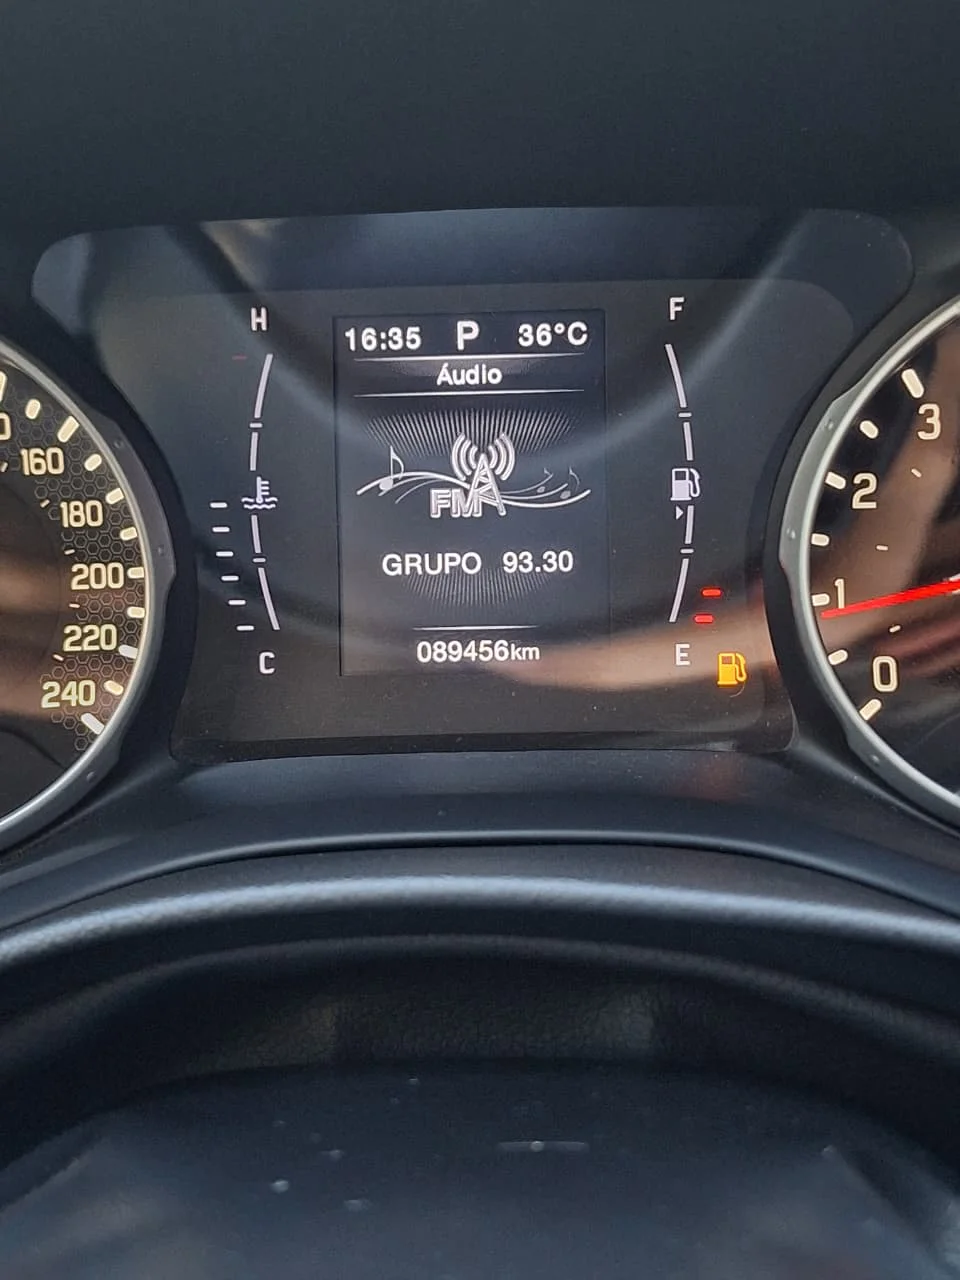 H
F
16:35 P 36°C
Áudio
FM
GRUPO 93.30
089456km
C
E
160
180
200
220
240
3
2
1
0